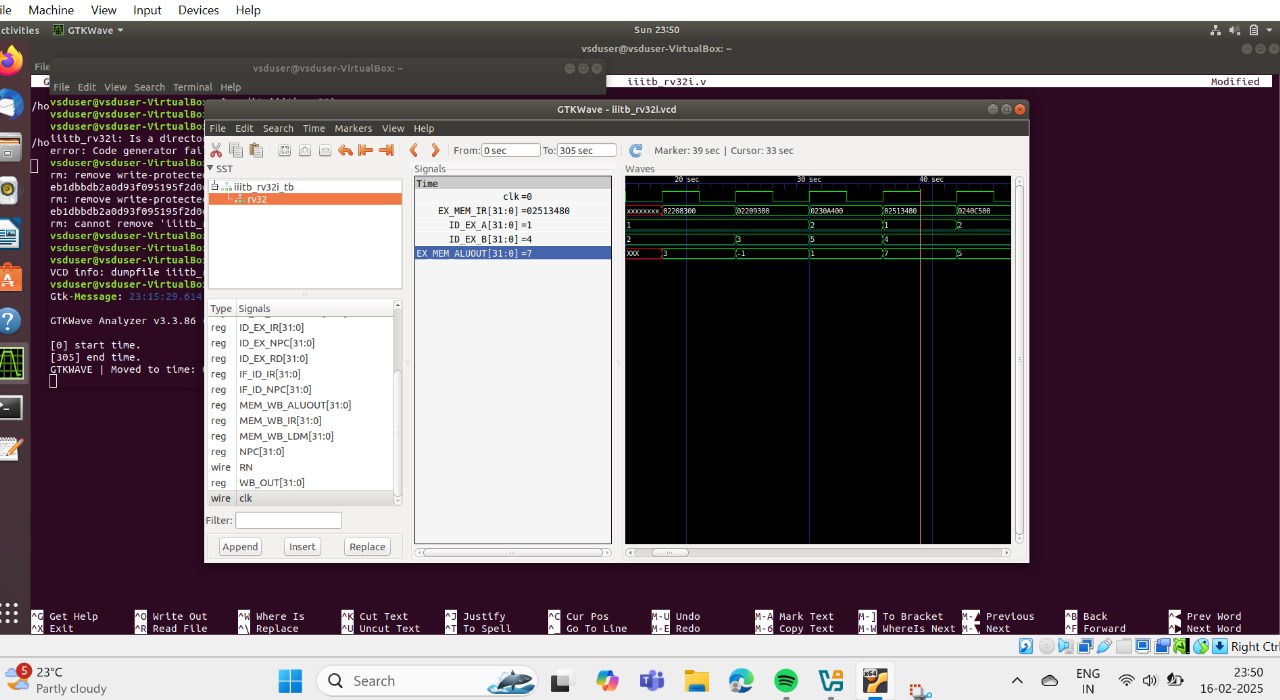 ile Machine View Input Devices Help
ctivities GTKWave Sun 23:50
vsduser@vsduser-VirtualBox: ~
File
vsduser@vsduser-VirtualBox: ~
File Edit View Search Terminal Help
iiitb_rv32i.v Modified
/ho
/ho
vsduser@vsduser-VirtualBo
vsduser@vsduser-VirtualBo
vsduser@vsduser-VirtualBo
iiitb_rv32i: Is a director
error: Code generator fai
vsduser@vsduser-VirtualBo
rm: remove write-protected
eb1dbbdb2a0d93f095195f2d0
rm: remove write-protected
eb1dbbdb2a0d93f095195f2d0
rm: cannot remove 'iiitb_
vsduser@vsduser-VirtualBo
vsduser@vsduser-VirtualBo
vsduser@vsduser-VirtualBo
VCD info: dumpfile iiitb_
vsduser@vsduser-VirtualBo
Gtk-Message: 23:15:29.614
GTKWave Analyzer v3.3.86
[0] start time.
[305] end time.
GTKWAVE | Moved to time:
GTKWave - iiitb_rv32i.vcd
File Edit Search Time Markers View Help
From: 0 sec To: 305 sec Marker: 39 sec | Cursor: 33 sec
SST
iiitb_rv32i_tb
rv32
Type Signals
reg ID_EX_IR[31:0]
reg ID_EX_NPC[31:0]
reg ID_EX_RD[31:0]
reg IF_ID_IR[31:0]
reg IF_ID_NPC[31:0]
reg MEM_WB_ALUOUT[31:0]
reg MEM_WB_IR[31:0]
reg MEM_WB_LDM[31:0]
reg NPC[31:0]
wire RN
reg WB_OUT[31:0]
wire clk
Filter:
Append Insert Replace
Signals
Time
clk =0
EX_MEM_IR[31:0] =02513480
ID_EX_A[31:0] =1
ID_EX_B[31:0] =4
EX_MEM_ALUOUT[31:0] =7
Waves
20 sec 30 sec 40 sec
xxxxxxxx 02208300 02209380 0230A400 02513480 0240C500
1 2 1 2
2 3 5 4
xxx 3 -1 1 7 5
^G Get Help ^O Write Out ^W Where Is ^K Cut Text ^J Justify ^C Cur Pos M-U Undo M-A Mark Text M-] To Bracket Previous ^B Back Prev Word
^X Exit ^R Read File ^\ Replace ^U Uncut Text ^T To Spell ^_ Go To Line M-E Redo M-6 Copy Text M-W WhereIs Next Next ^F Forward Next Word
Right Ctrl
5 23°C
Partly cloudy
Search
x64
ENG
IN
23:50
16-02-2025